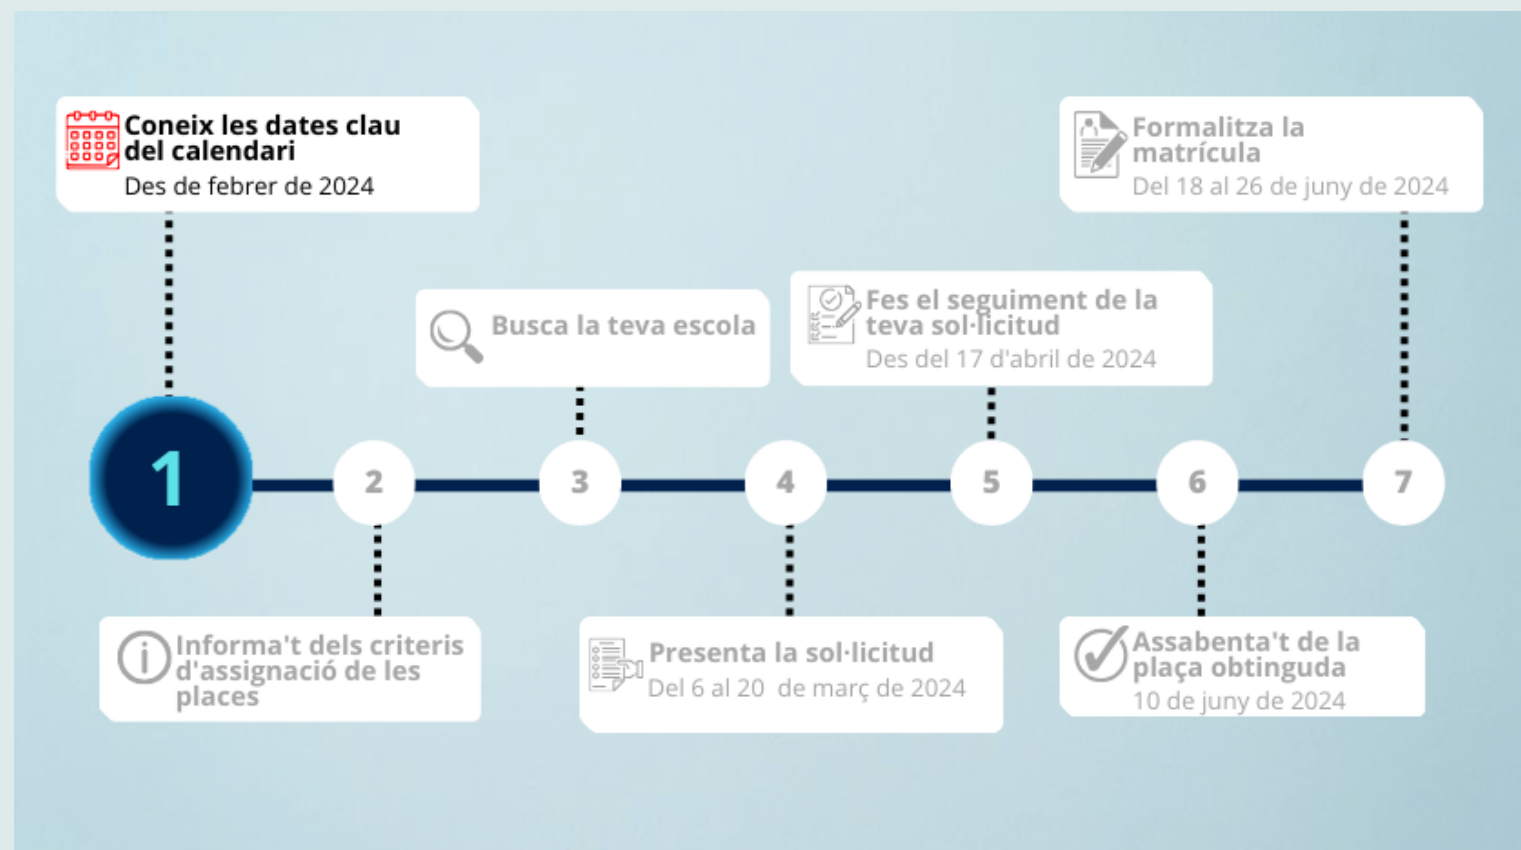 Coneix les dates clau
del calendari
Des de febrer de 2024
Formalitza la
matrícula
Del 18 al 26 de juny de 2024
Busca la teva escola
Fes el seguiment de la
teva sol·licitud
Des del 17 d'abril de 2024
1
2
3
4
5
6
7
Informa't dels criteris
d'assignació de les
places
Presenta la sol·licitud
Del 6 al 20 de març de 2024
Assabenta't de la
plaça obtinguda
10 de juny de 2024